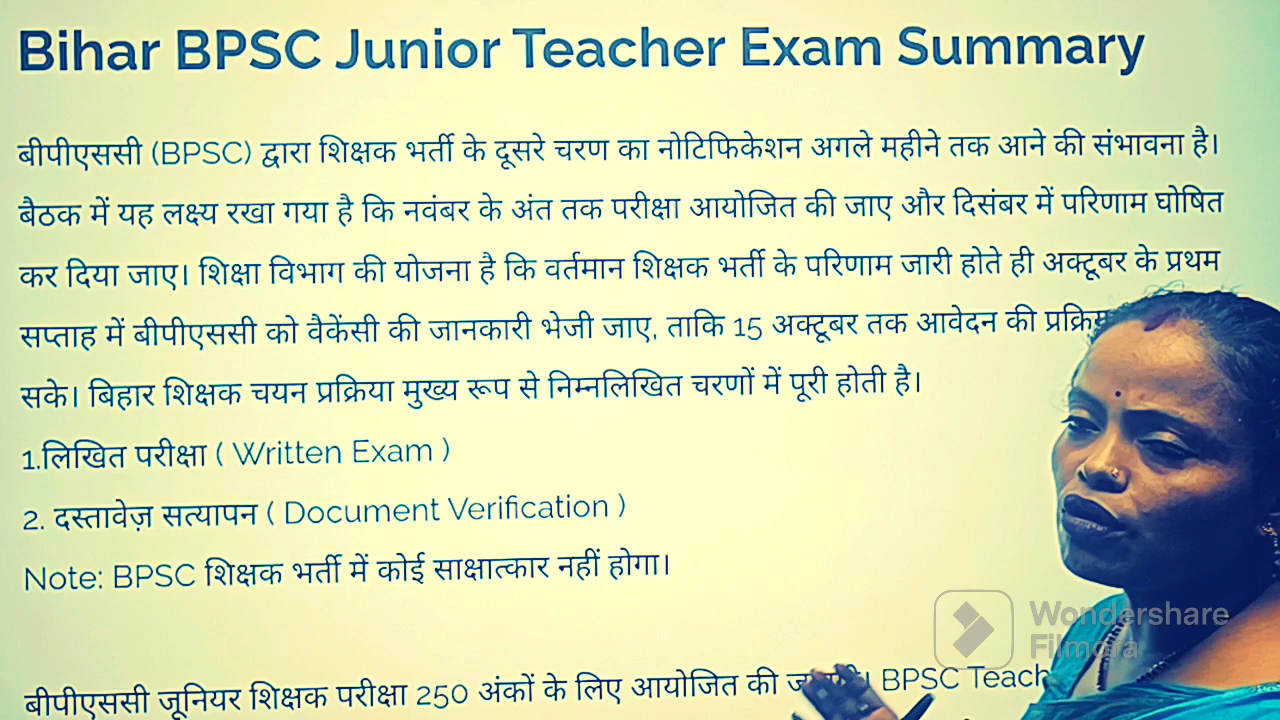 Bihar BPSC Junior Teacher Exam Summary
बीपीएससी (BPSC) द्वारा शिक्षक भर्ती के दूसरे चरण का नोटिफिकेशन अगले महीने तक आने की संभावना है।
बैठक में यह लक्ष्य रखा गया है कि नवंबर के अंत तक परीक्षा आयोजित की जाए और दिसंबर में परिणाम घोषित
कर दिया जाए। शिक्षा विभाग की योजना है कि वर्तमान शिक्षक भर्ती के परिणाम जारी होते ही अक्टूबर के प्रथम
सप्ताह में बीपीएससी को वैकेंसी की जानकारी भेजी जाए, ताकि 15 अक्टूबर तक आवेदन की
सके। बिहार शिक्षक चयन प्रक्रिया मुख्य रूप से निम्नलिखित चरणों में पूरी होती है।
1.लिखित परीक्षा ( Written Exam )
2. दस्तावेज़ सत्यापन ( Document Verification )
Note: BPSC शिक्षक भर्ती में कोई साक्षात्कार नहीं होगा।
Wondershare
Filmora
बीपीएससी जूनियर शिक्षक परीक्षा 250 अंकों के लिए आयोजित की BPSC